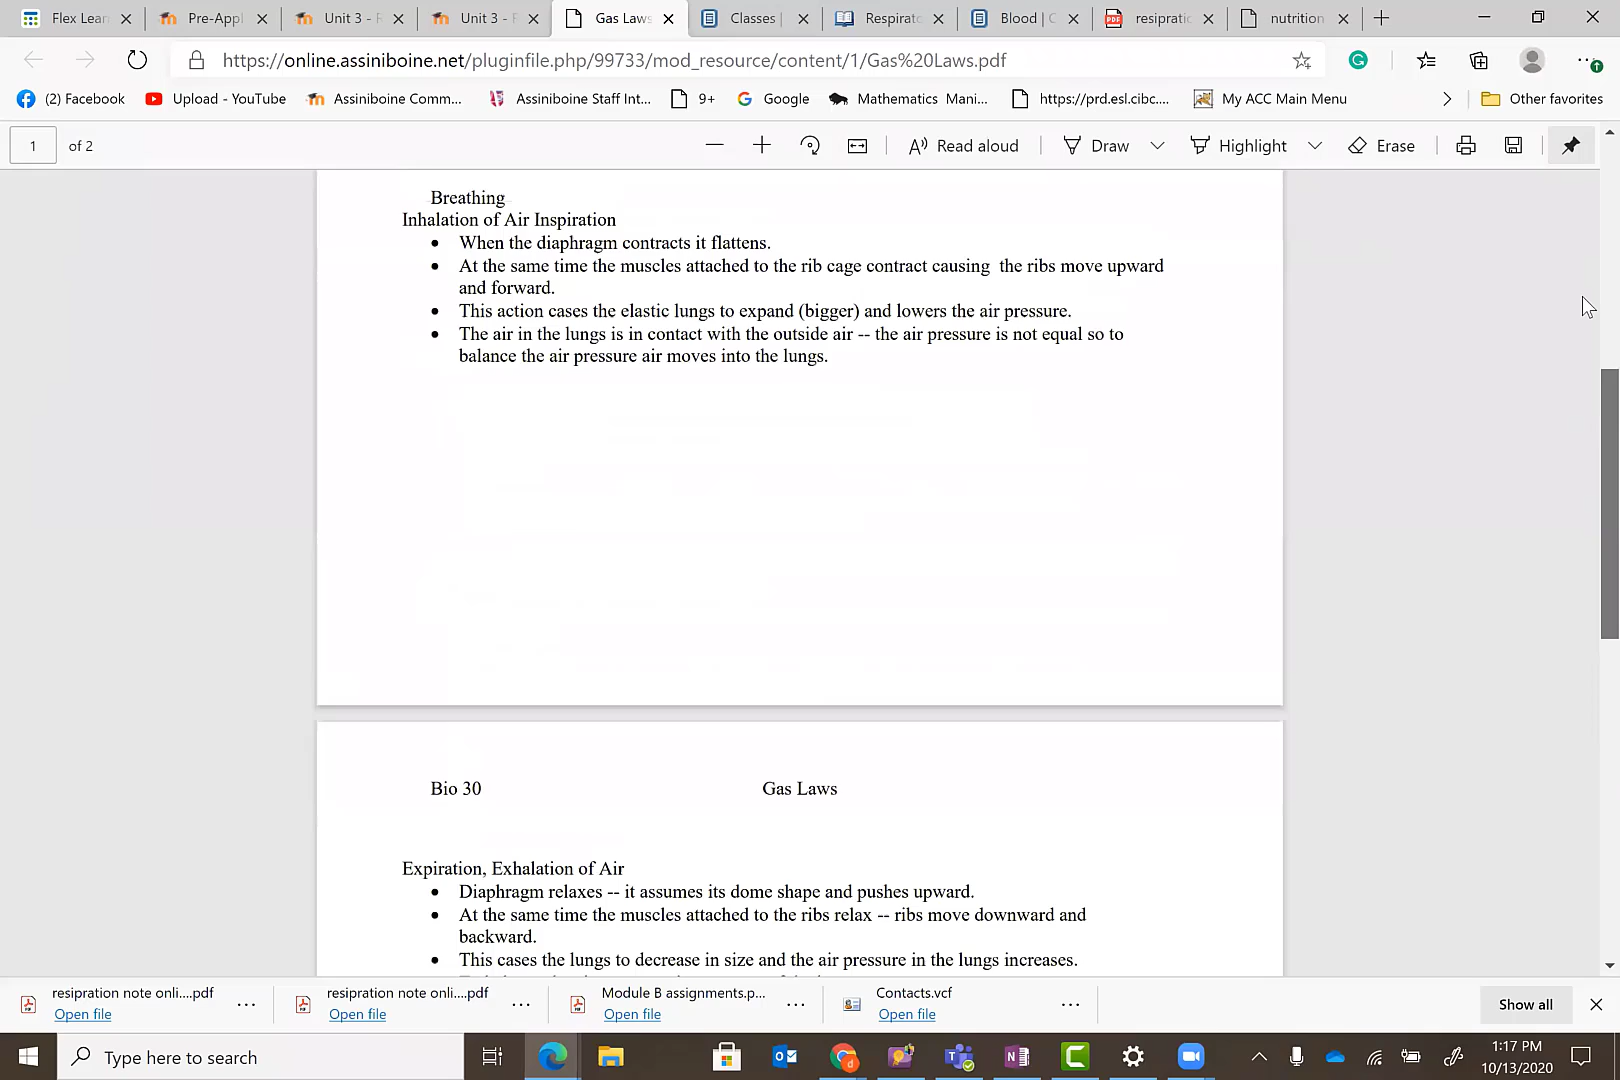 Flex Lear
Pre-Appl
Unit 3 - R
Unit 3 - F
Gas Laws
Classes |
Respirat
Blood | C
resipratio
nutrition
https://online.assiniboine.net/pluginfile.php/99733/mod_resource/content/1/Gas%20Laws.pdf
(2) Facebook
Upload - YouTube
Assiniboine Comm...
Assiniboine Staff Int...
9+
Google
Mathematics Mani...
https://prd.esl.cibc....
My ACC Main Menu
Other favorites
1 of 2
Read aloud
Draw
Highlight
Erase
Breathing
Inhalation of Air Inspiration
• When the diaphragm contracts it flattens.
• At the same time the muscles attached to the rib cage contract causing the ribs move upward
and forward.
• This action cases the elastic lungs to expand (bigger) and lowers the air pressure.
• The air in the lungs is in contact with the outside air -- the air pressure is not equal so to
balance the air pressure air moves into the lungs.
Bio 30 Gas Laws
Expiration, Exhalation of Air
• Diaphragm relaxes -- it assumes its dome shape and pushes upward.
• At the same time the muscles attached to the ribs relax -- ribs move downward and
backward.
• This cases the lungs to decrease in size and the air pressure in the lungs increases.
resipration note onli....pdf
Open file
resipration note onli....pdf
Open file
Module B assignments.p...
Open file
Contacts.vcf
Open file
Show all
Type here to search
1:17 PM
10/13/2020